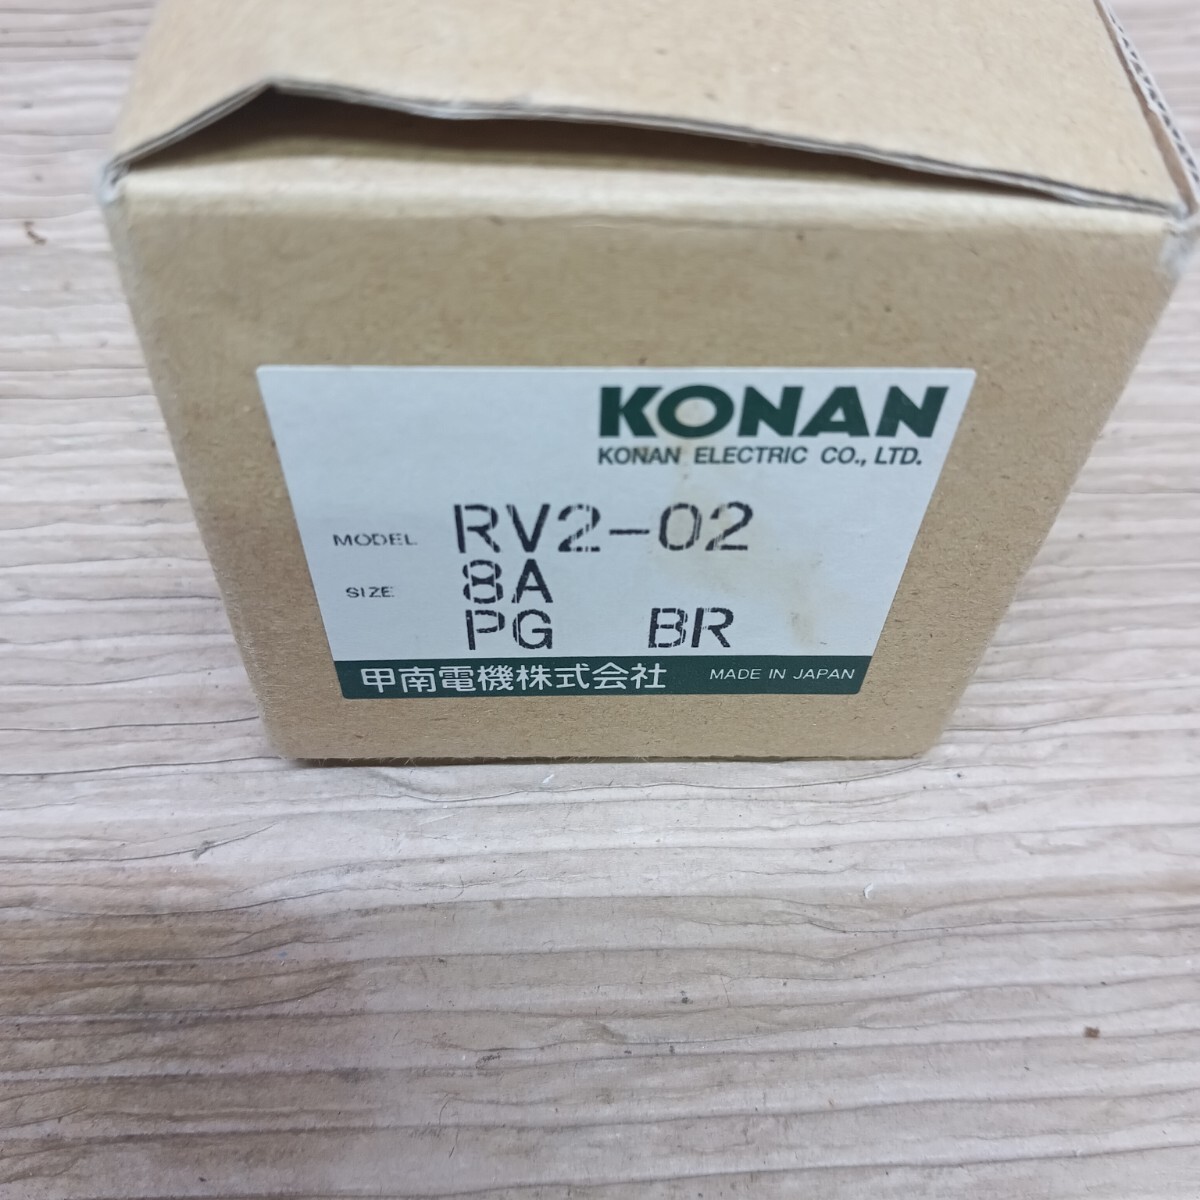 KONAN
KONAN ELECTRIC CO., LTD.
MODEL RV2-02
SIZE 8A
PG BR
甲南電機株式会社 MADE IN JAPAN